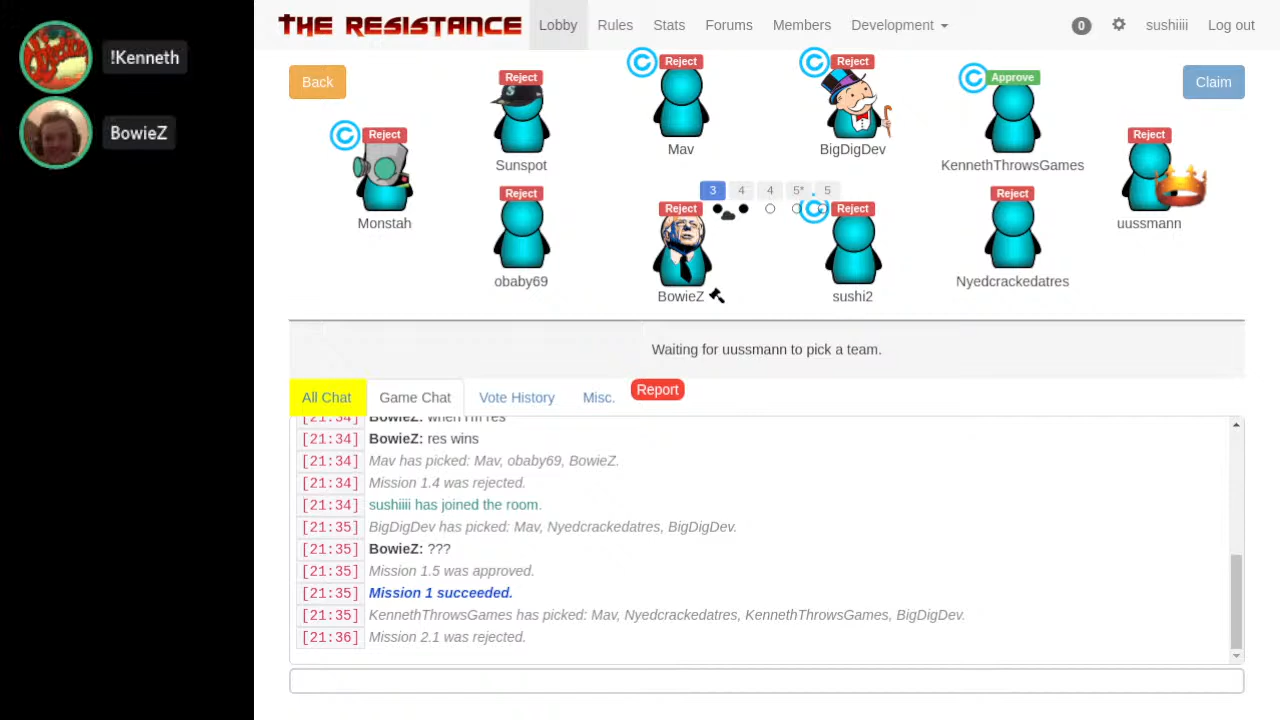 !Kenneth
BowieZ
THE RESISTANCE
Lobby Rules Stats Forums Members Development 0 sushiiii Log out
Back
Claim
C Reject Monstah
Reject Sunspot
C Reject Mav
C Reject BigDigDev
C Approve KennethThrowsGames
Reject uussmann
Reject obaby69
Reject BowieZ
C Reject sushi2
Reject Nyedcrackedatres
3 4 4 5* 5
Waiting for uussmann to pick a team.
All Chat Game Chat Vote History Misc. Report
[21:34] BowieZ: when I'm res
[21:34] BowieZ: res wins
[21:34] Mav has picked: Mav, obaby69, BowieZ.
[21:34] Mission 1.4 was rejected.
[21:34] sushiiii has joined the room.
[21:35] BigDigDev has picked: Mav, Nyedcrackedatres, BigDigDev.
[21:35] BowieZ: ???
[21:35] Mission 1.5 was approved.
[21:35] Mission 1 succeeded.
[21:35] KennethThrowsGames has picked: Mav, Nyedcrackedatres, KennethThrowsGames, BigDigDev.
[21:36] Mission 2.1 was rejected.